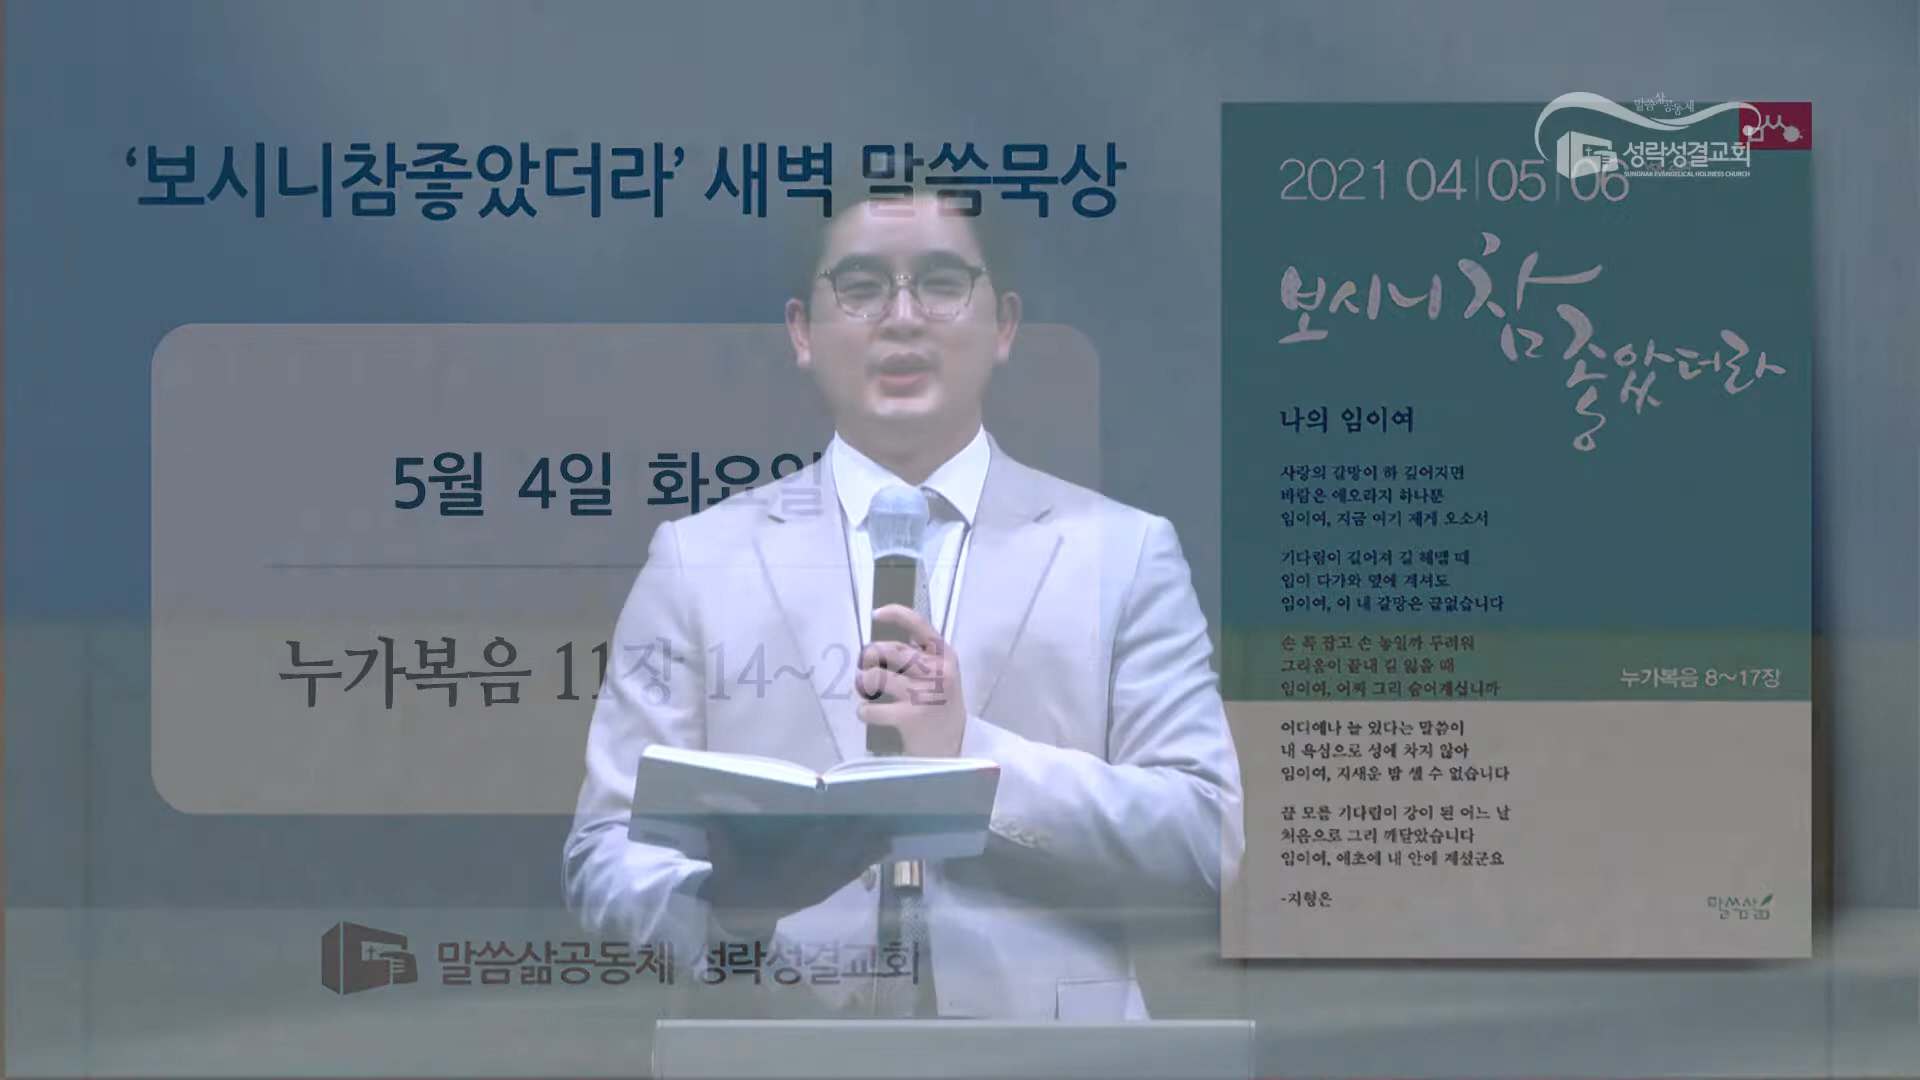 ‘보시니참좋았더라’ 새벽 말씀묵상
5월 4일 화요일
누가복음 11장 14~20절
말씀삶공동체 성락성결교회
말씀삶공동체
성락성결교회
SUNGNAK EVANGELICAL HOLINESS CHURCH
2021 04|05|06
보시니 참 좋았더라
나의 임이여
사랑의 갈망이 하 깊어지면
바람은 애오라지 하나뿐
임이여, 지금 여기 제게 오소서
기다림이 깊어져 길 헤맬 때
임이 다가와 옆에 계셔도
임이여, 이 내 갈망은 끝없습니다
손 꼭 잡고 손 놓일까 두려워
그리움이 끝내 길 잃을 때
임이여, 어찌 그리 숨어계십니까
누가복음 8~17장
어디에나 늘 있다는 말씀이
내 욕심으로 성에 차지 않아
임이여, 지새운 밤 셀 수 없습니다
끝 모를 기다림이 강이 된 어느 날
처음으로 그리 깨달았습니다
임이여, 애초에 내 안에 계셨군요
-지형은
말씀삶